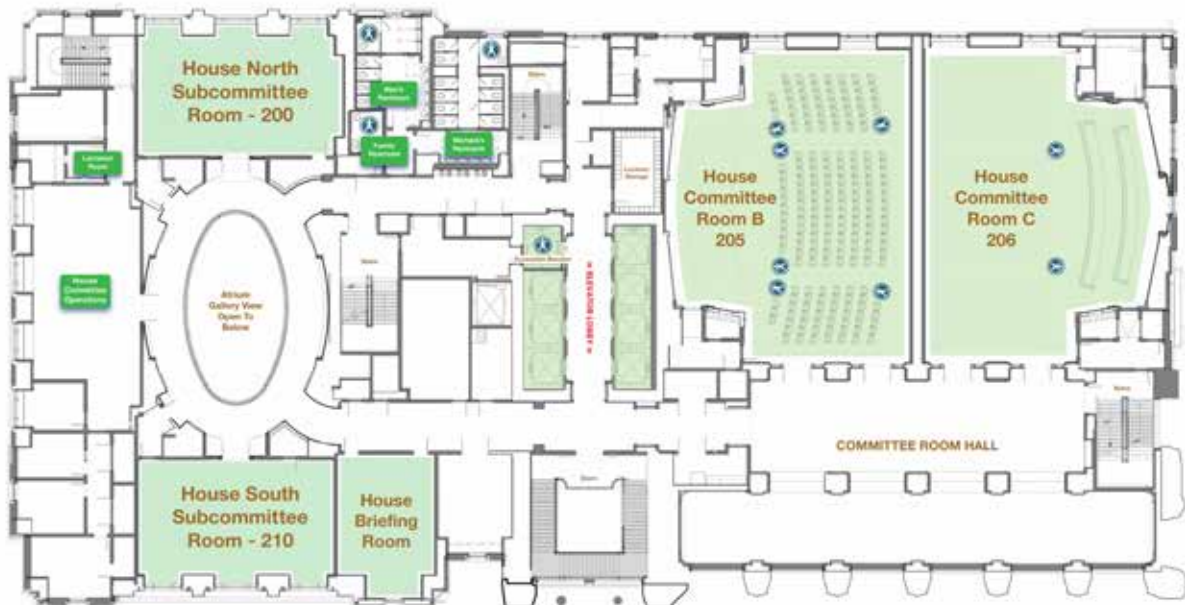 House North
Subcommittee
Room - 200
Men's
Restroom
Family
Restroom
Women's
Restroom
Stairs
Lactation
Room
House
Committee
Operations
Atrium
Gallery View
Open To
Below
Stairs
« ELEVATOR LOBBY »
House
Committee
Room B
205
House
Committee
Room C
206
Stairs
COMMITTEE ROOM HALL
House South
Subcommittee
Room - 210
House
Briefing
Room
Stairs